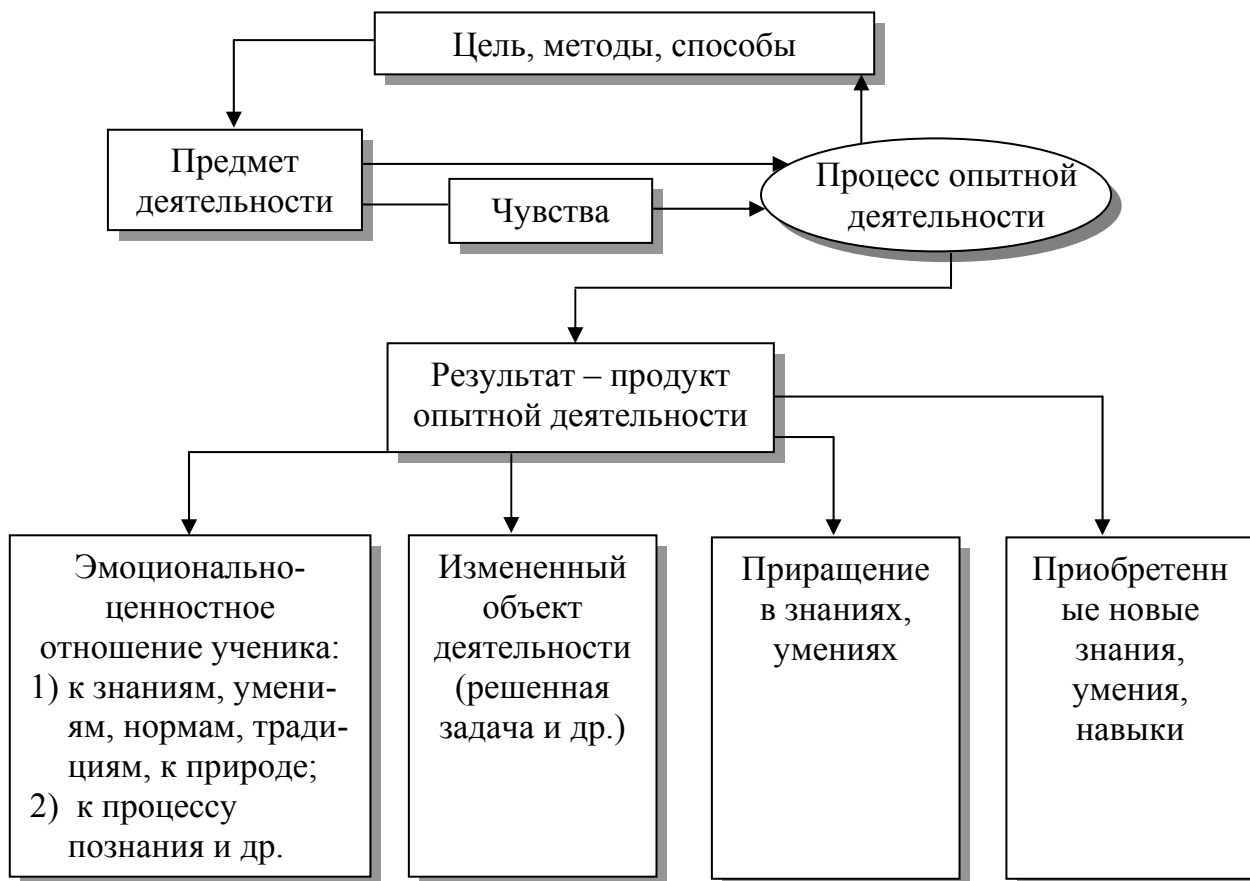 Цель, методы, способы
Предмет
деятельности
Чувства
Процесс опытной
деятельности
Результат – продукт
опытной деятельности
Эмоционально-
ценностное
отношение ученика:
1) к знаниям, умени-
ям, нормам, тради-
циям, к природе;
2) к процессу
познания и др.
Измененный
объект
деятельности
(решенная
задача и др.)
Приращение
в знаниях,
умениях
Приобретенн
ые новые
знания,
умения,
навыки